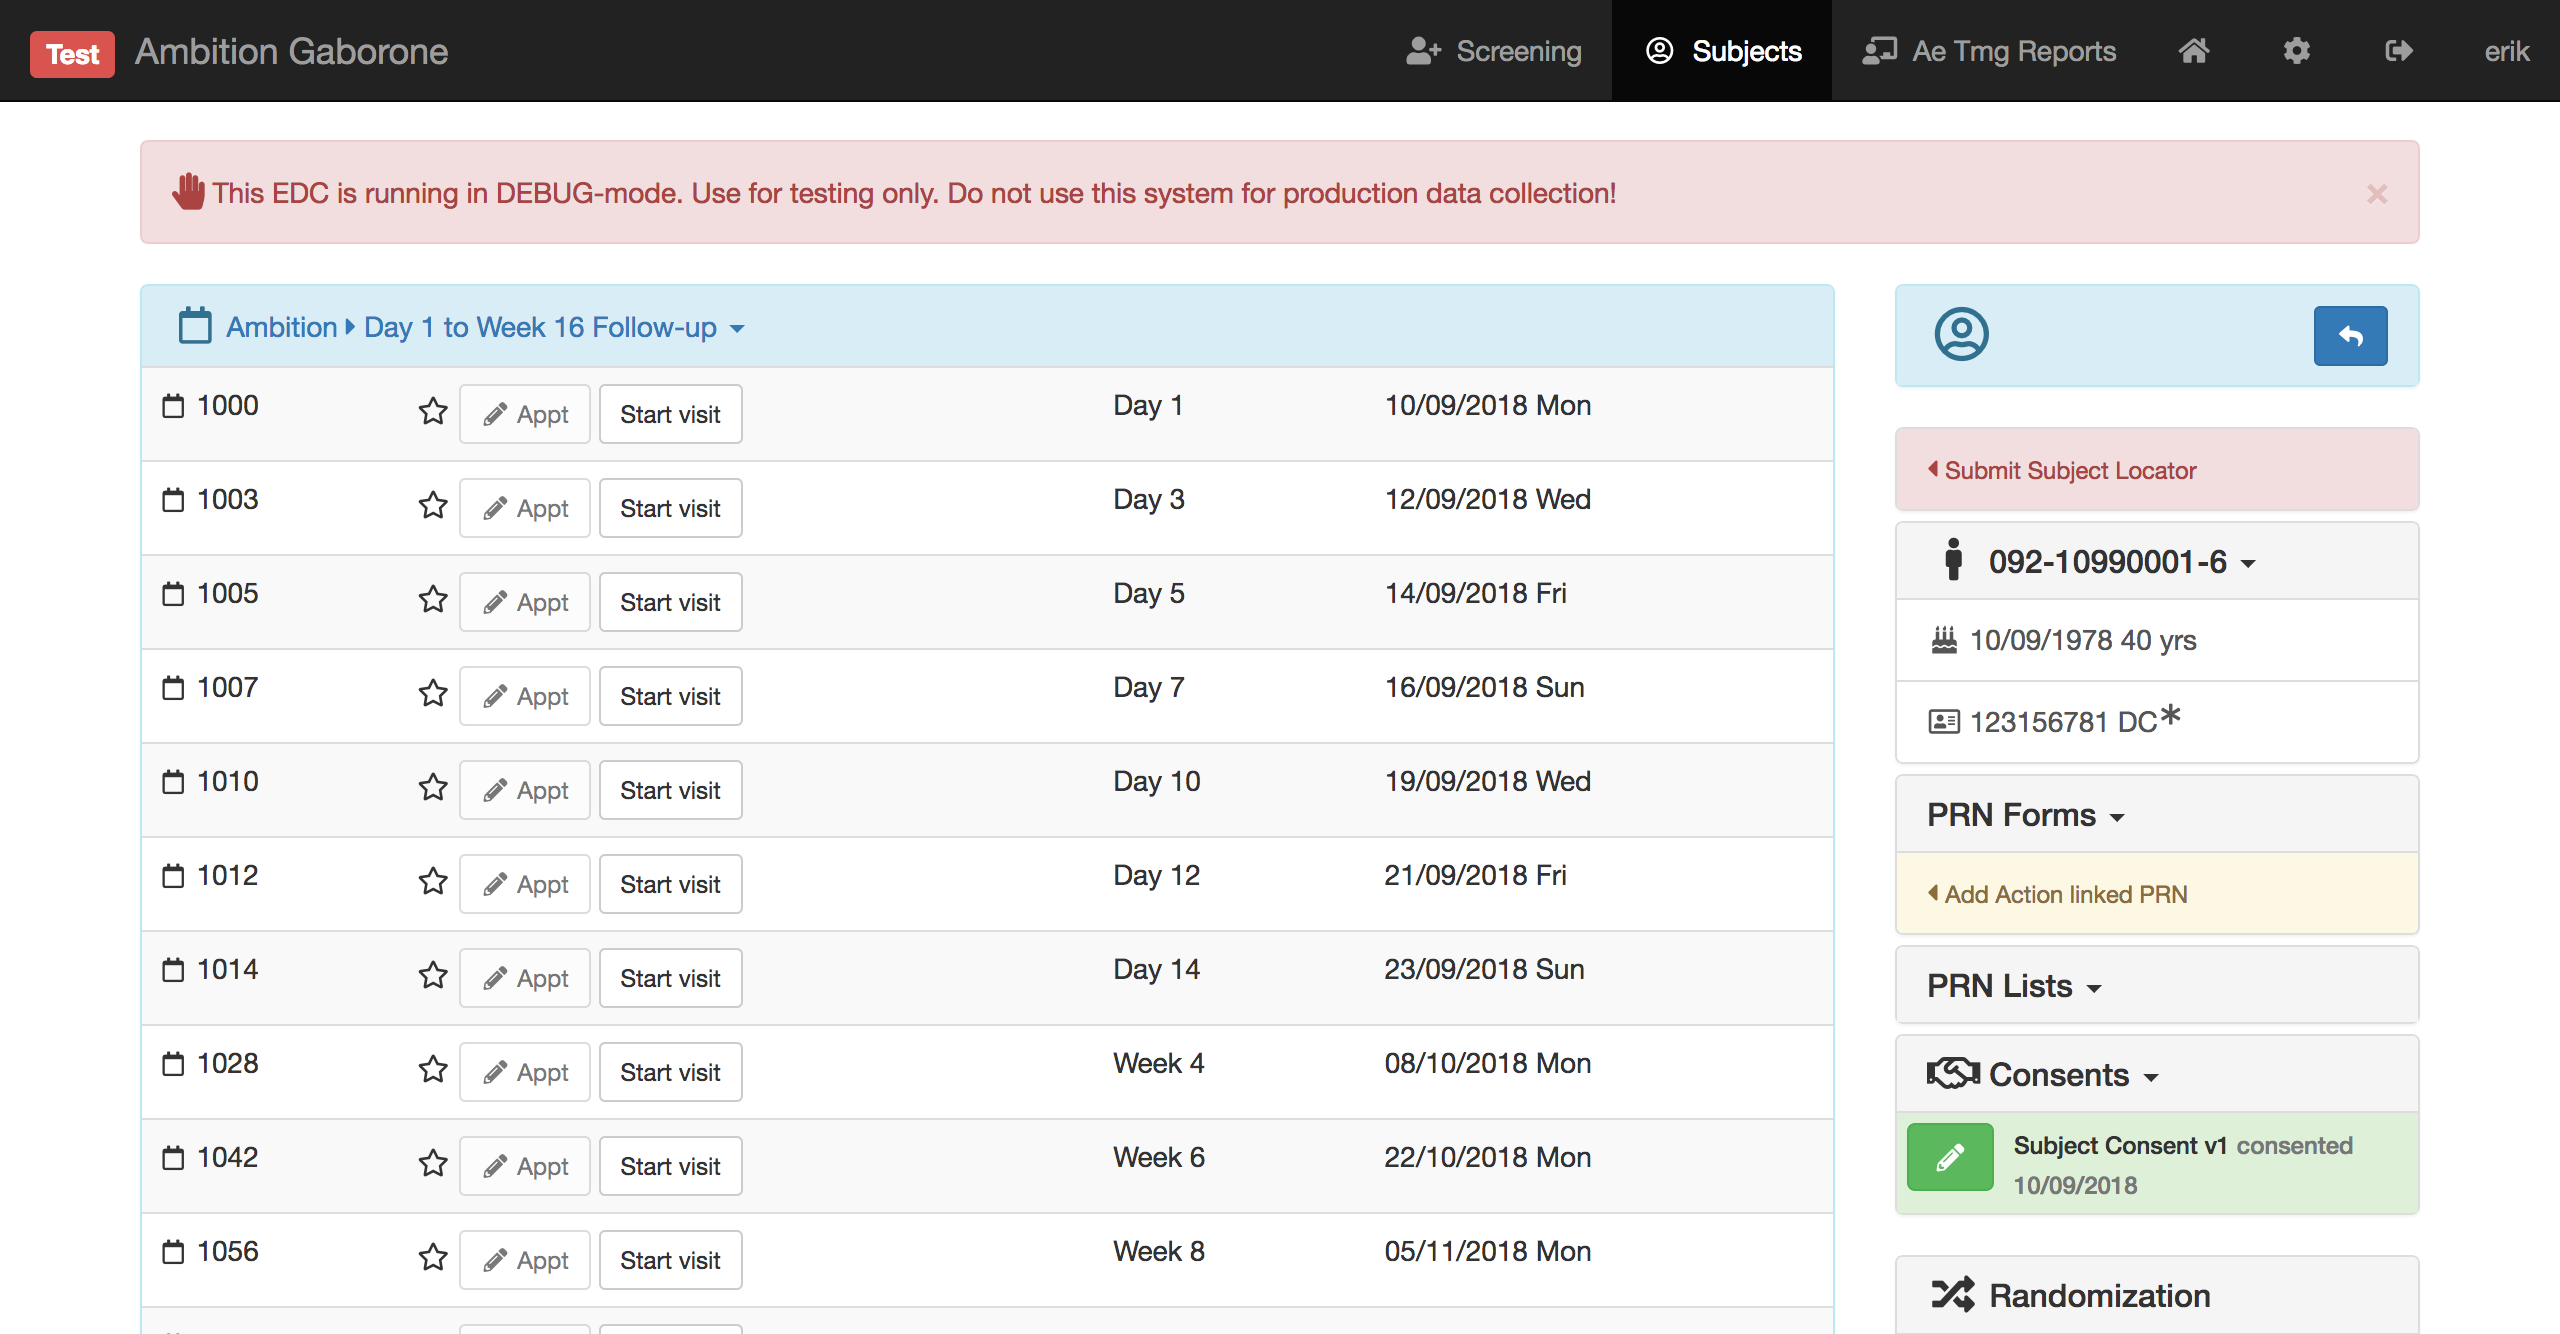 Test Ambition Gaborone Screening Subjects Ae Tmg Reports erik
This EDC is running in DEBUG-mode. Use for testing only. Do not use this system for production data collection! ×
Ambition Day 1 to Week 16 Follow-up
1000 Appt Start visit Day 1 10/09/2018 Mon
1003 Appt Start visit Day 3 12/09/2018 Wed
1005 Appt Start visit Day 5 14/09/2018 Fri
1007 Appt Start visit Day 7 16/09/2018 Sun
1010 Appt Start visit Day 10 19/09/2018 Wed
1012 Appt Start visit Day 12 21/09/2018 Fri
1014 Appt Start visit Day 14 23/09/2018 Sun
1028 Appt Start visit Week 4 08/10/2018 Mon
1042 Appt Start visit Week 6 22/10/2018 Mon
1056 Appt Start visit Week 8 05/11/2018 Mon
Submit Subject Locator
092-10990001-6
10/09/1978 40 yrs
123156781 DC*
PRN Forms
Add Action linked PRN
PRN Lists
Consents
Subject Consent v1 consented
10/09/2018
Randomization